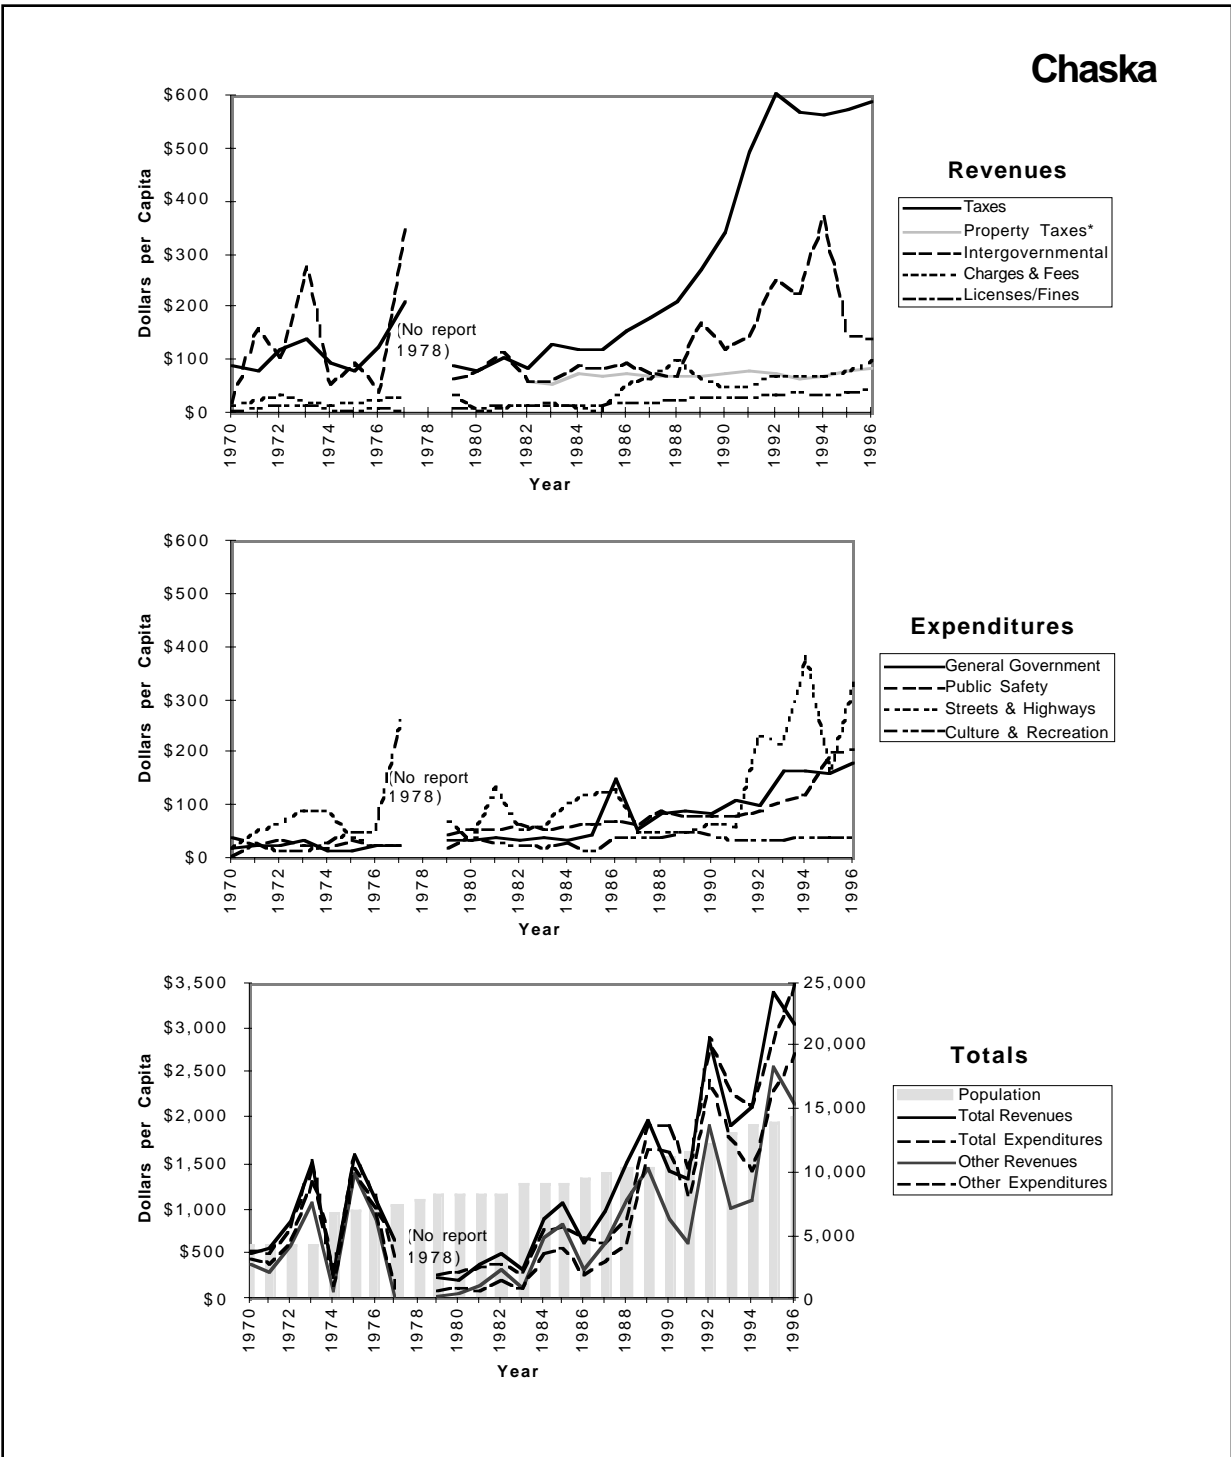 Chaska
$600
$500
$400
$300
$200
$100
$0
Dollars per Capita
(No report
1978)
1970
1972
1974
1976
1978
1980
1982
1984
1986
1988
1990
1992
1994
1996
Year
Revenues
Taxes
Property Taxes*
Intergovernmental
Charges & Fees
Licenses/Fines
$600
$500
$400
$300
$200
$100
$0
Dollars per Capita
(No report
1978)
1970
1972
1974
1976
1978
1980
1982
1984
1986
1988
1990
1992
1994
1996
Year
Expenditures
General Government
Public Safety
Streets & Highways
Culture & Recreation
$3,500
$3,000
$2,500
$2,000
$1,500
$1,000
$500
$0
Dollars per Capita
(No report
1978)
25,000
20,000
15,000
10,000
5,000
0
1970
1972
1974
1976
1978
1980
1982
1984
1986
1988
1990
1992
1994
1996
Year
Totals
Population
Total Revenues
Total Expenditures
Other Revenues
Other Expenditures